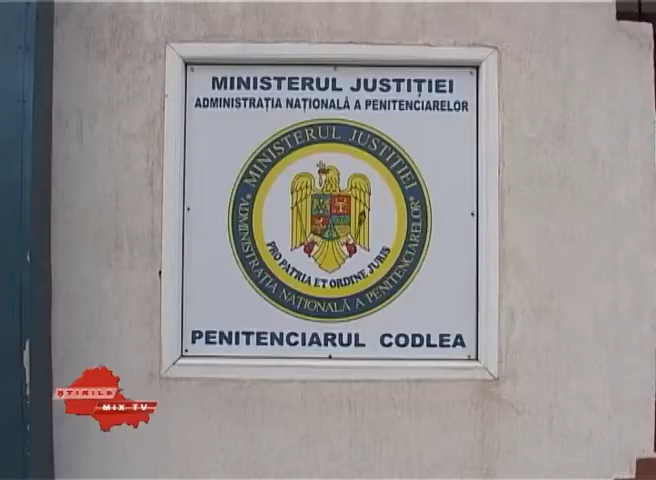 MINISTERUL JUSTIȚIEI
ADMINISTRAȚIA NAȚIONALĂ A PENITENCIARELOR
MINISTERUL JUSTIȚIEI
*ADMINISTRAȚIA NAȚIONALĂ A PENITENCIARELOR*
PRO PATRIA ET ORDINE JURIS
PENITENCIARUL CODLEA
ȘTIRILE
MIX TV